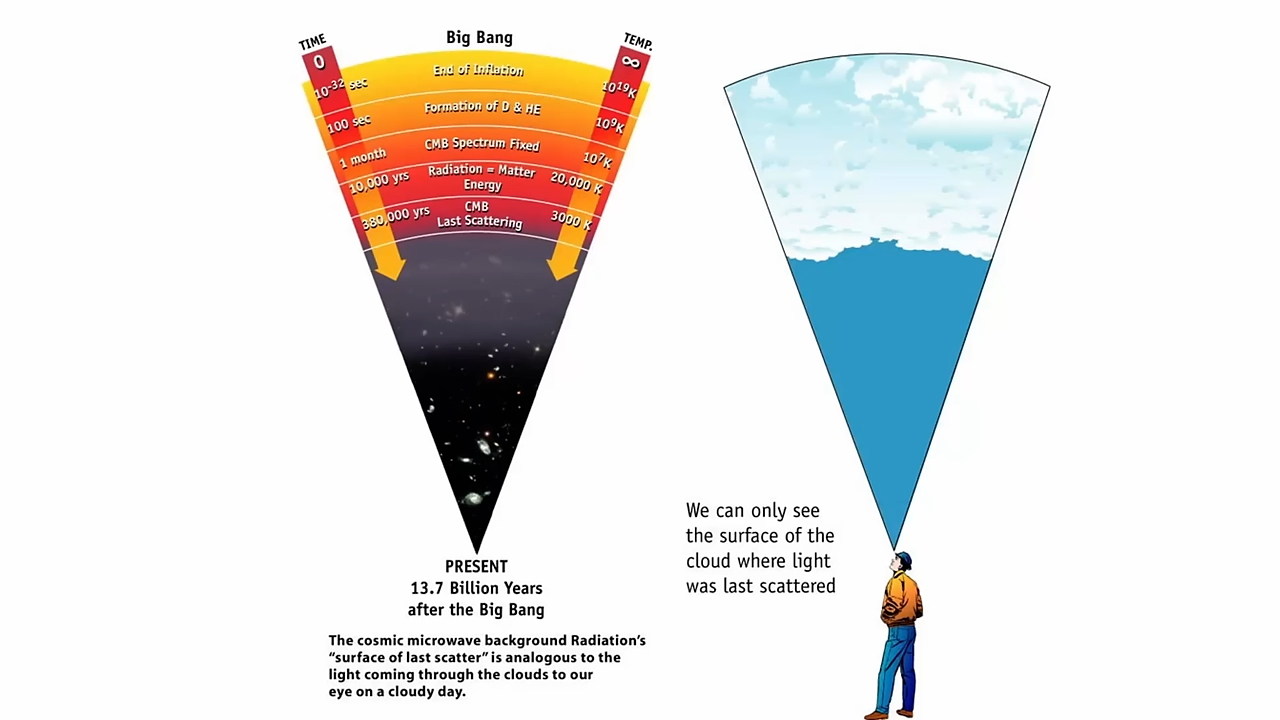 Big Bang
TIME
TEMP.
0
∞
10-32 sec
End of Inflation
10¹⁹K
100 sec
Formation of D & HE
10⁹K
1 month
CMB Spectrum Fixed
10⁷K
10,000 yrs
Radiation = Matter
Energy
20,000 K
380,000 yrs
CMB
Last Scattering
3000 K
PRESENT
13.7 Billion Years
after the Big Bang
The cosmic microwave background Radiation's
“surface of last scatter” is analogous to the
light coming through the clouds to our
eye on a cloudy day.
We can only see
the surface of the
cloud where light
was last scattered